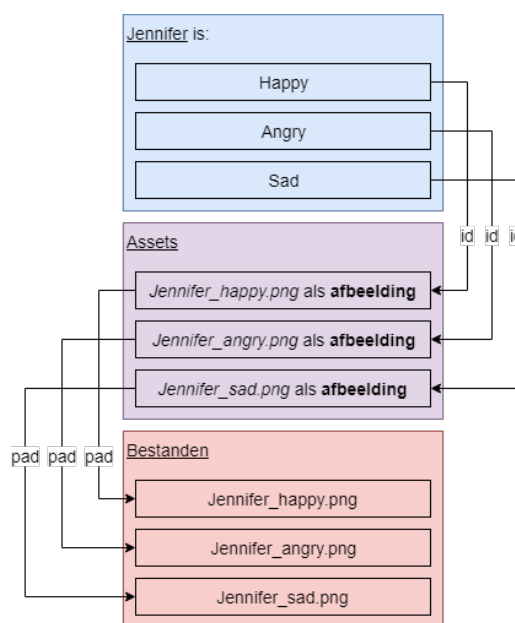 Jennifer is:
Happy
Angry
Sad
id id
Assets
Jennifer_happy.png als afbeelding
Jennifer_angry.png als afbeelding
Jennifer_sad.png als afbeelding
pad pad pad
Bestanden
Jennifer_happy.png
Jennifer_angry.png
Jennifer_sad.png